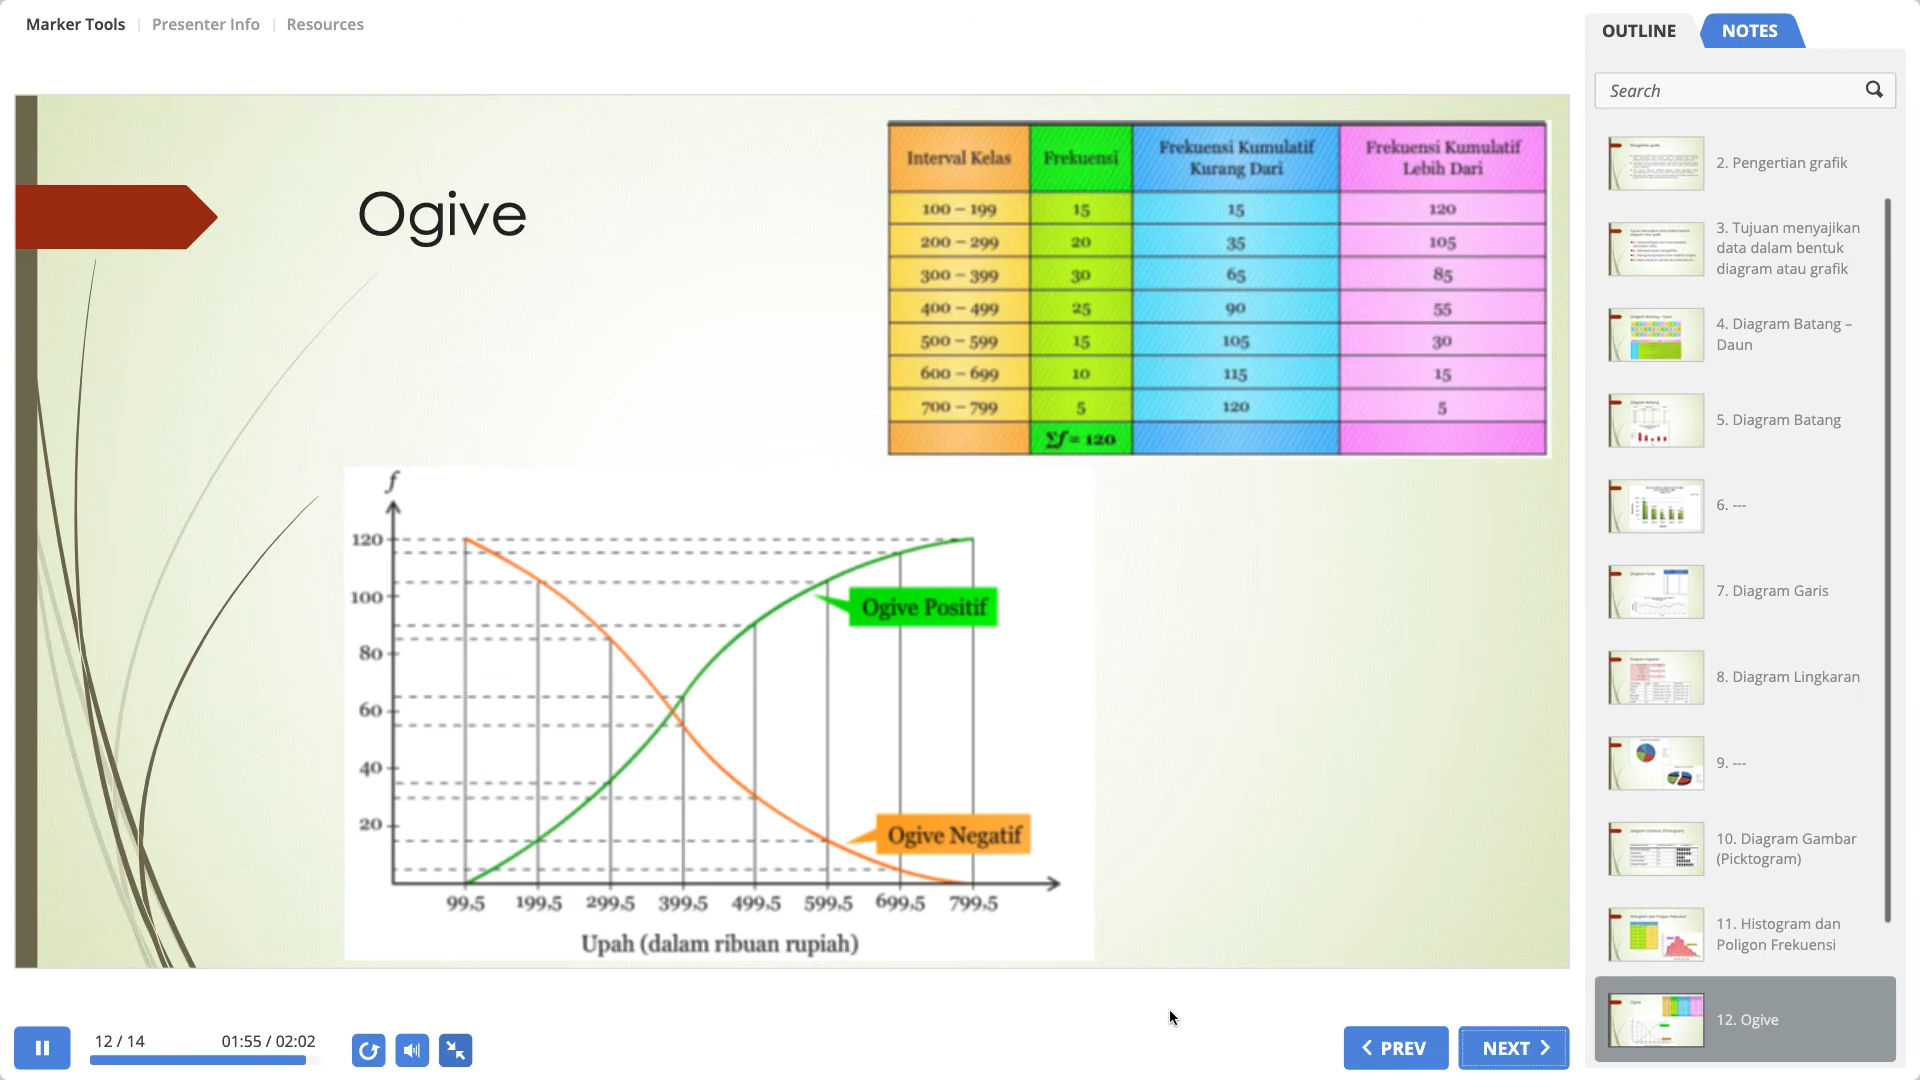 Marker Tools
Presenter Info
Resources
OUTLINE
NOTES
Search
Ogive
Interval Kelas
Frekuensi
Frekuensi Kumulatif
Kurang Dari
Frekuensi Kumulatif
Lebih Dari
100 – 199 15 15 120
200 – 299 20 35 105
300 – 399 30 65 85
400 – 499 25 90 55
500 – 599 15 105 30
600 – 699 10 115 15
700 – 799 5 120 5
Σf = 120
f
120
100
80
60
40
20
Ogive Positif
Ogive Negatif
99,5 199,5 299,5 399,5 499,5 599,5 699,5 799,5
Upah (dalam ribuan rupiah)
2. Pengertian grafik
3. Tujuan menyajikan
data dalam bentuk
diagram atau grafik
4. Diagram Batang –
Daun
5. Diagram Batang
6. ---
7. Diagram Garis
8. Diagram Lingkaran
9. ---
10. Diagram Gambar
(Picktogram)
11. Histogram dan
Poligon Frekuensi
12. Ogive
12 / 14
01:55 / 02:02
PREV
NEXT